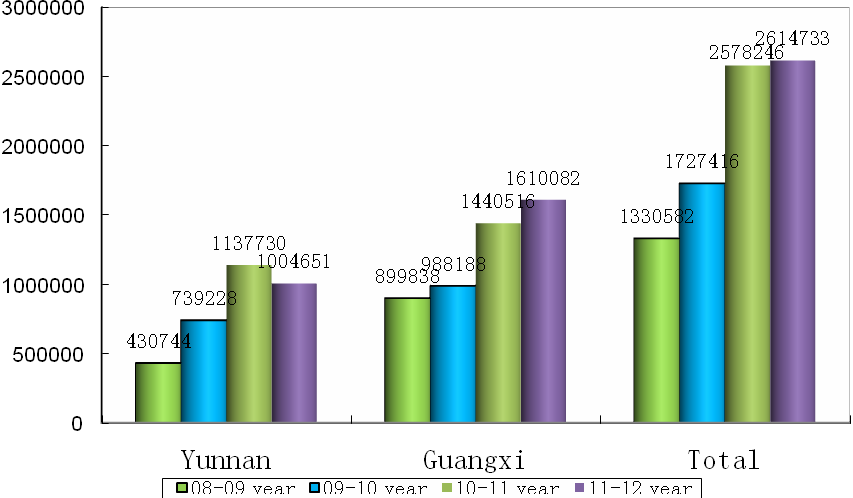 3000000
2500000
2000000
1500000
1000000
500000
0
430744
739228
1137730
1004651
899838
988188
1440516
1610082
1330582
1727416
2578246
2614733
Yunnan
Guangxi
Total
08-09 year
09-10 year
10-11 year
11-12 year